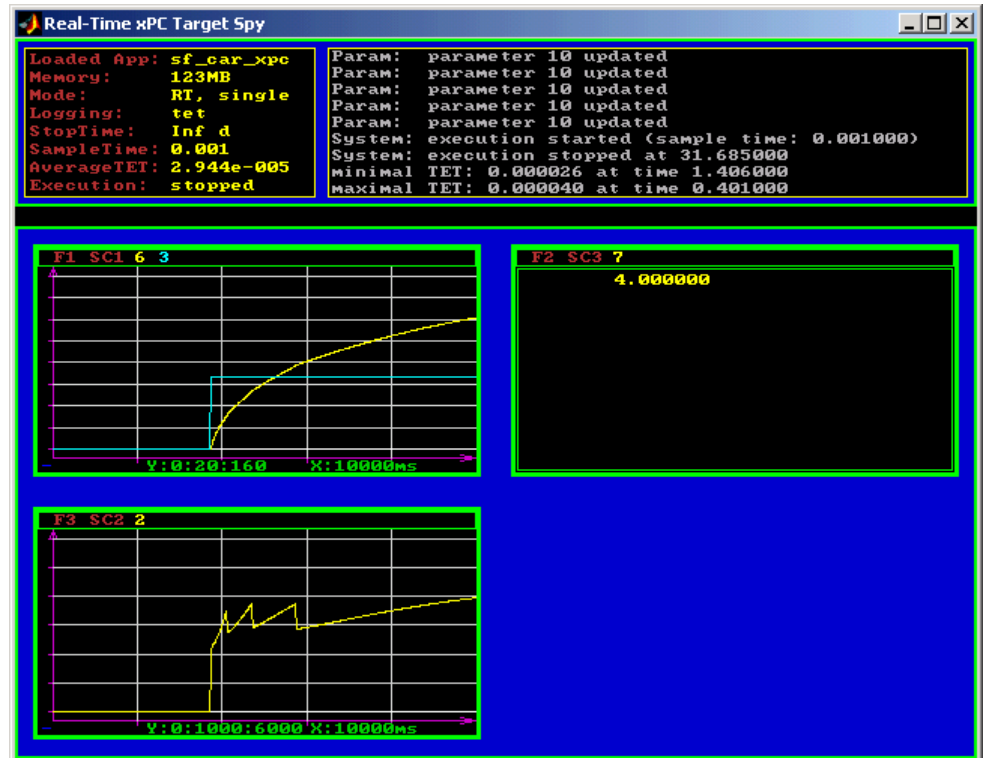 Real-Time xPC Target Spy
Loaded App: sf_car_xpc
Memory: 123MB
Mode: RT, single
Logging: tet
StopTime: Inf d
SampleTime: 0.001
AverageTET: 2.944e-005
Execution: stopped
Param: parameter 10 updated
Param: parameter 10 updated
Param: parameter 10 updated
Param: parameter 10 updated
Param: parameter 10 updated
System: execution started (sample time: 0.001000)
System: execution stopped at 31.685000
minimal TET: 0.000026 at time 1.406000
maximal TET: 0.000040 at time 0.401000
F1 SC1 6 3
Y:0:20:160 X:10000ms
F2 SC3 7
4.000000
F3 SC2 2
Y:0:1000:6000 X:10000ms